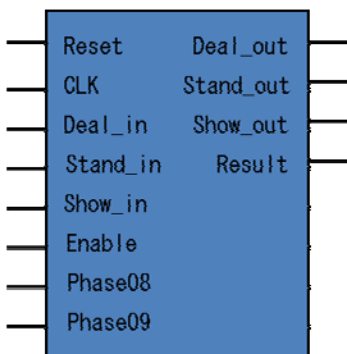 Reset Deal_out
CLK Stand_out
Deal_in Show_out
Stand_in Result
Show_in
Enable
Phase08
Phase09